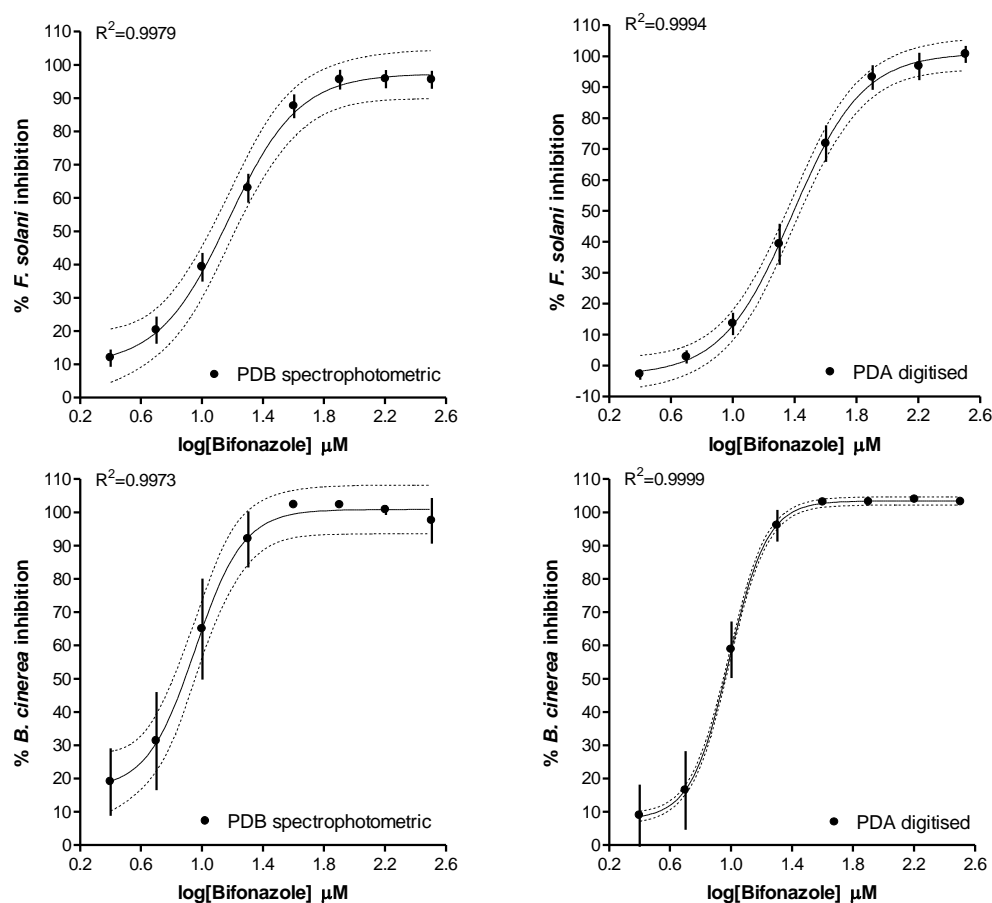 R²=0.9979
110
100
90
80
70
60
50
40
30
20
10
0
% F. solani inhibition
PDB spectrophotometric
0.2 0.6 1.0 1.4 1.8 2.2 2.6
log[Bifonazole] µM
R²=0.9994
110
100
90
80
70
60
50
40
30
20
10
0
-10
% F. solani inhibition
PDA digitised
0.2 0.6 1.0 1.4 1.8 2.2 2.6
log[Bifonazole] µM
R²=0.9973
110
100
90
80
70
60
50
40
30
20
10
0
% B. cinerea inhibition
PDB spectrophotometric
0.2 0.6 1.0 1.4 1.8 2.2 2.6
log[Bifonazole] µM
R²=0.9999
110
100
90
80
70
60
50
40
30
20
10
0
% B. cinerea inhibition
PDA digitised
0.2 0.6 1.0 1.4 1.8 2.2 2.6
log[Bifonazole] µM